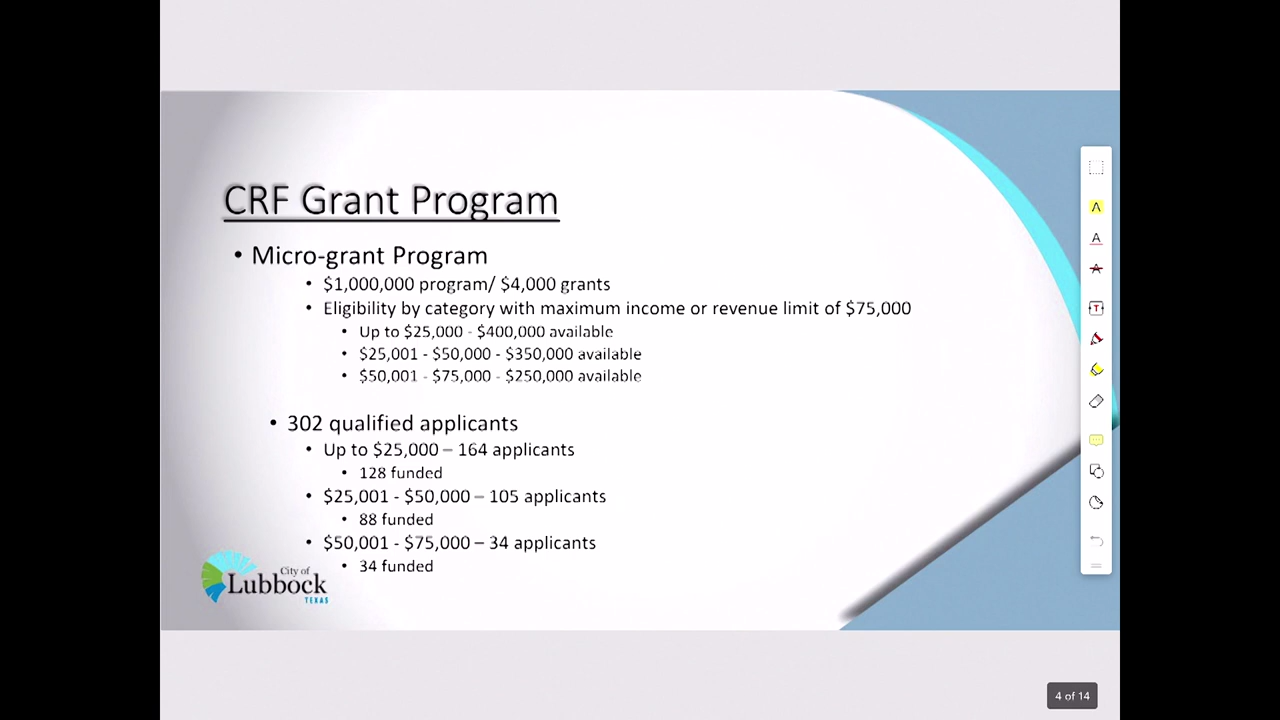 CRF Grant Program
• Micro-grant Program
• $1,000,000 program/ $4,000 grants
• Eligibility by category with maximum income or revenue limit of $75,000
• Up to $25,000 - $400,000 available
• $25,001 - $50,000 - $350,000 available
• $50,001 - $75,000 - $250,000 available
• 302 qualified applicants
• Up to $25,000 – 164 applicants
• 128 funded
• $25,001 - $50,000 – 105 applicants
• 88 funded
• $50,001 - $75,000 – 34 applicants
• 34 funded
City of
Lubbock
TEXAS
A
A
A
T
4 of 14